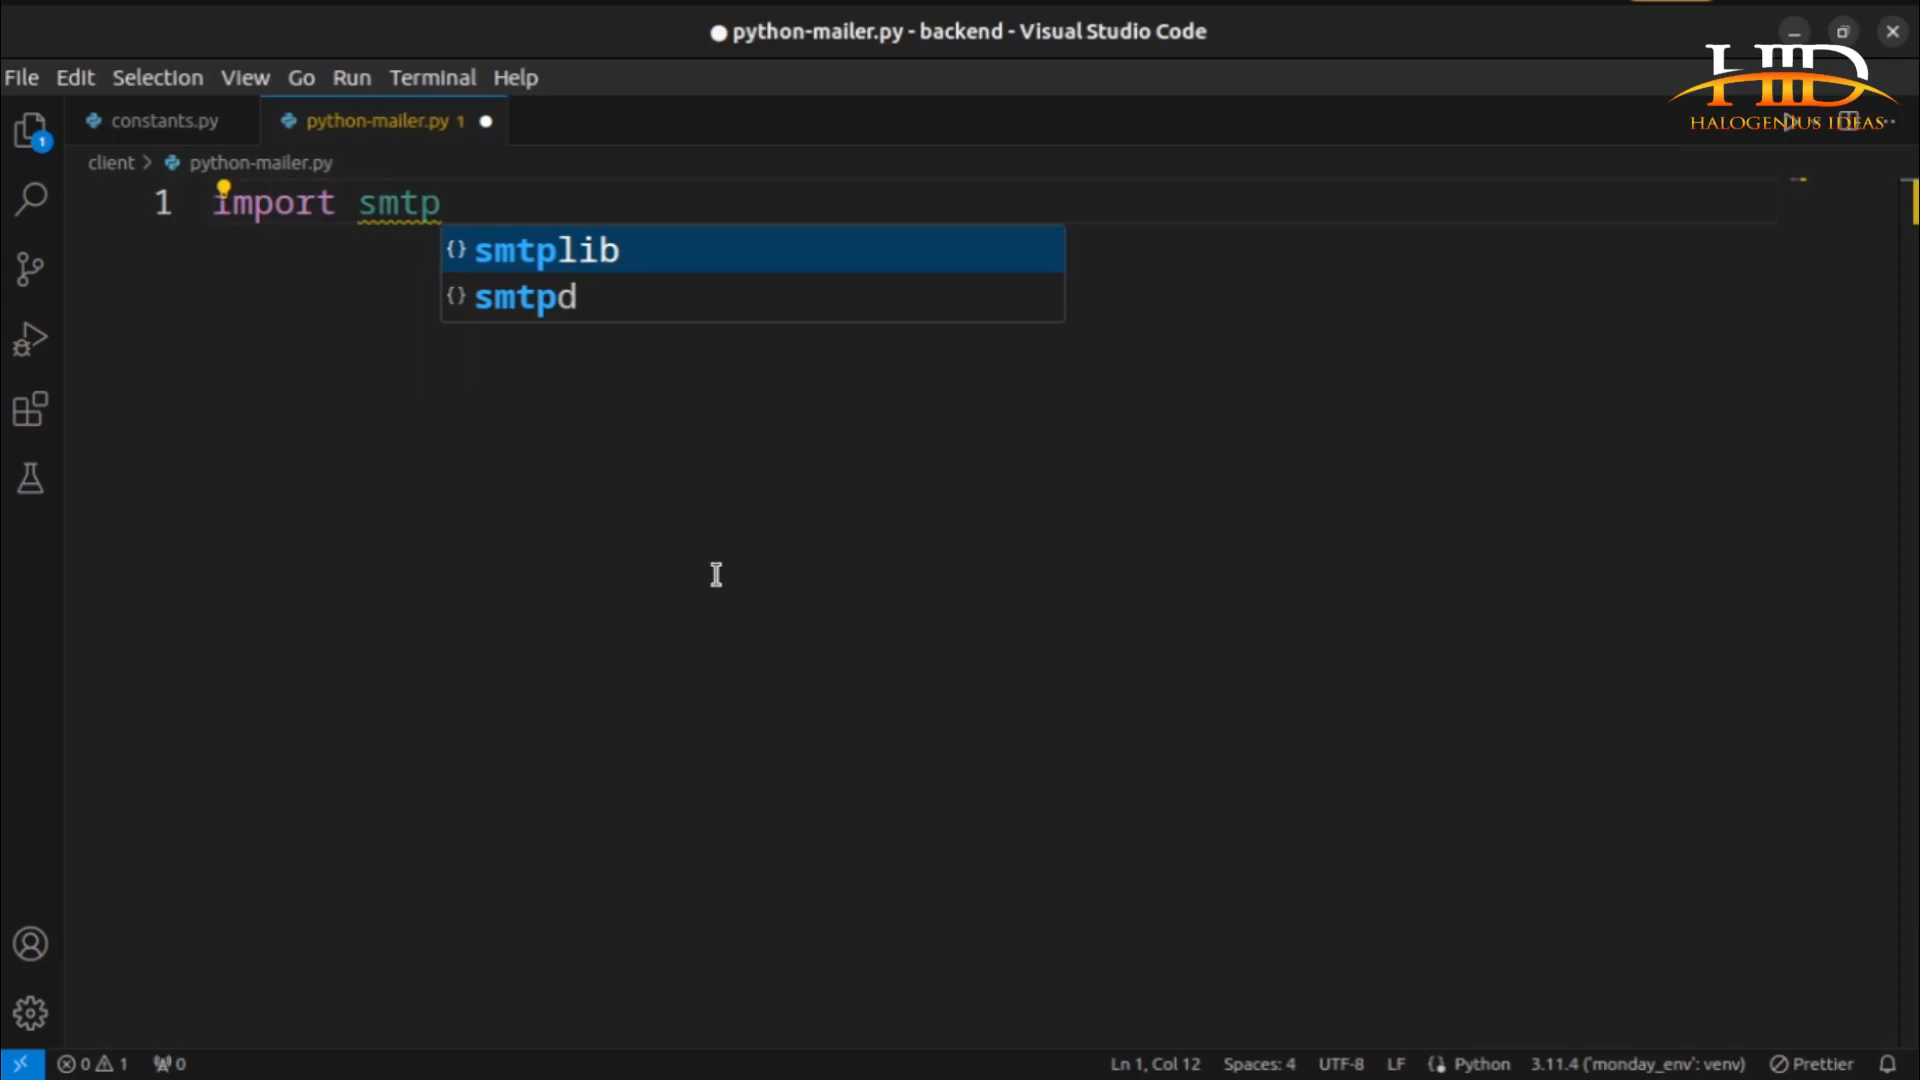 python-mailer.py - backend - Visual Studio Code
File Edit Selection View Go Run Terminal Help
HID
HALOGENIUS IDEAS
constants.py
python-mailer.py 1
1
client > python-mailer.py
1 import smtp
{} smtplib
{} smtpd
0 1 0
Ln 1, Col 12 Spaces: 4 UTF-8 LF Python 3.11.4 ('monday_env': venv) Prettier